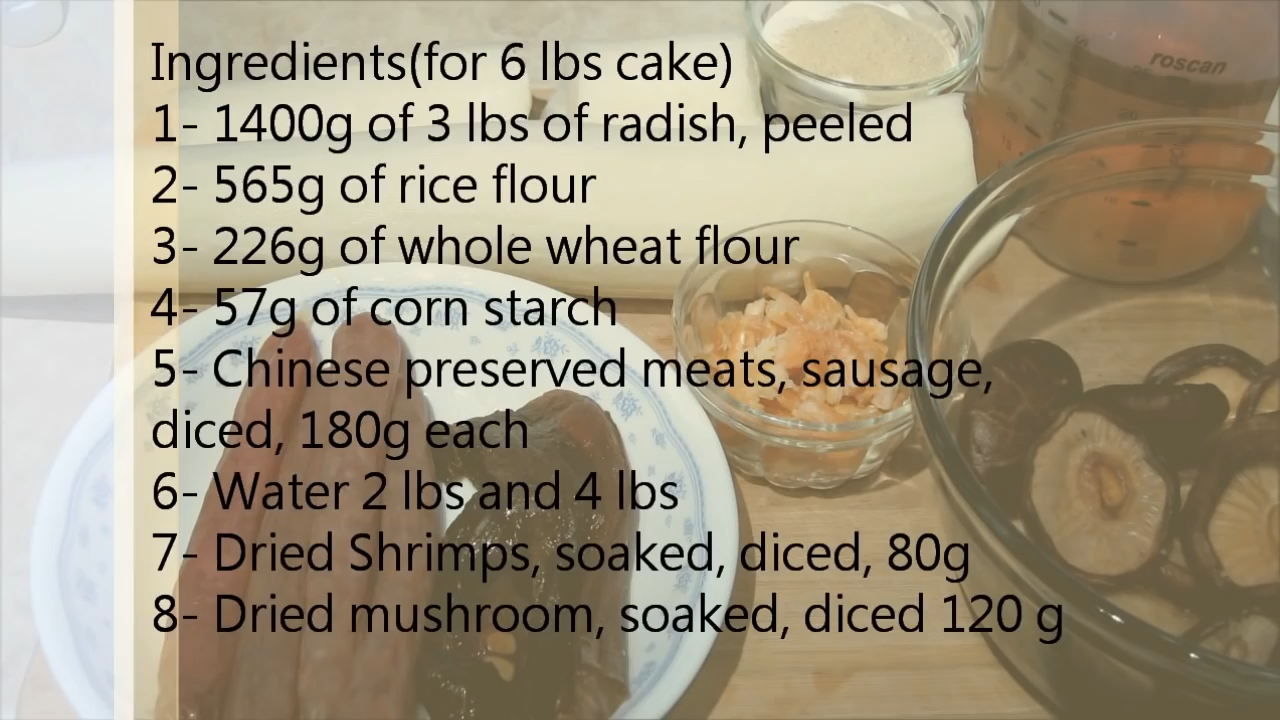 roscan
Ingredients(for 6 lbs cake)
1- 1400g of 3 lbs of radish, peeled
2- 565g of rice flour
3- 226g of whole wheat flour
4- 57g of corn starch
5- Chinese preserved meats, sausage,
diced, 180g each
6- Water 2 lbs and 4 lbs
7- Dried Shrimps, soaked, diced, 80g
8- Dried mushroom, soaked, diced 120 g